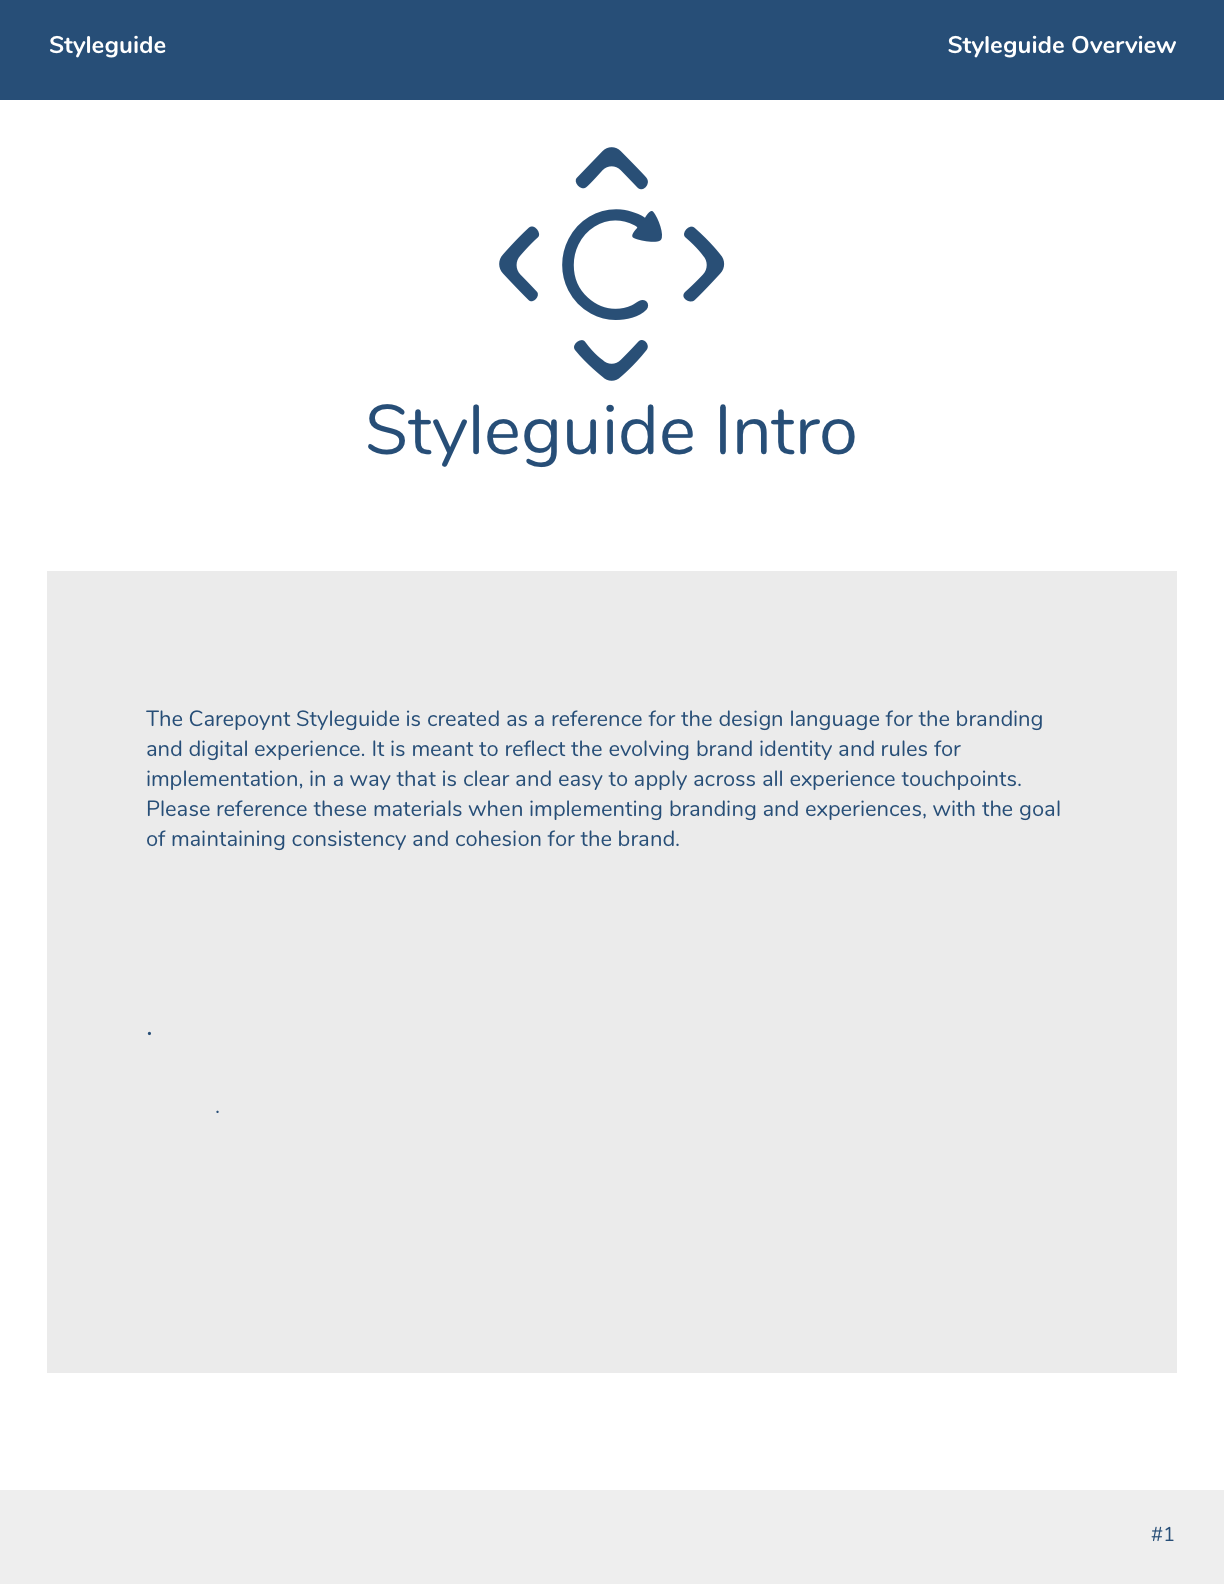 Styleguide
Styleguide Overview
Styleguide Intro
The Carepoynt Styleguide is created as a reference for the design language for the branding
and digital experience. It is meant to reflect the evolving brand identity and rules for
implementation, in a way that is clear and easy to apply across all experience touchpoints.
Please reference these materials when implementing branding and experiences, with the goal
of maintaining consistency and cohesion for the brand.
.
.
#1